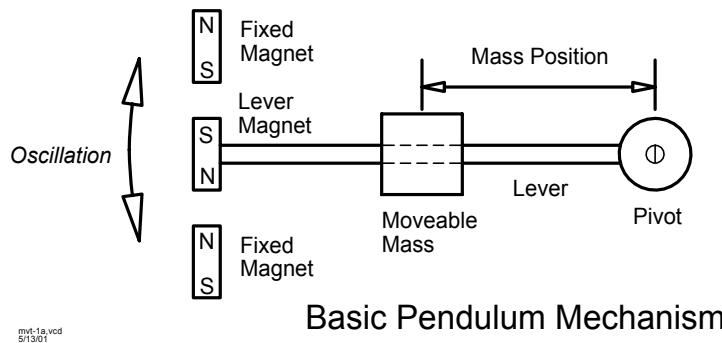 N
S
Fixed
Magnet
Mass Position
Lever
Magnet
S
N
Oscillation
Lever
Moveable
Mass
Pivot
N
S
Fixed
Magnet
Basic Pendulum Mechanism
mvt-1a,vcd
5/13/01